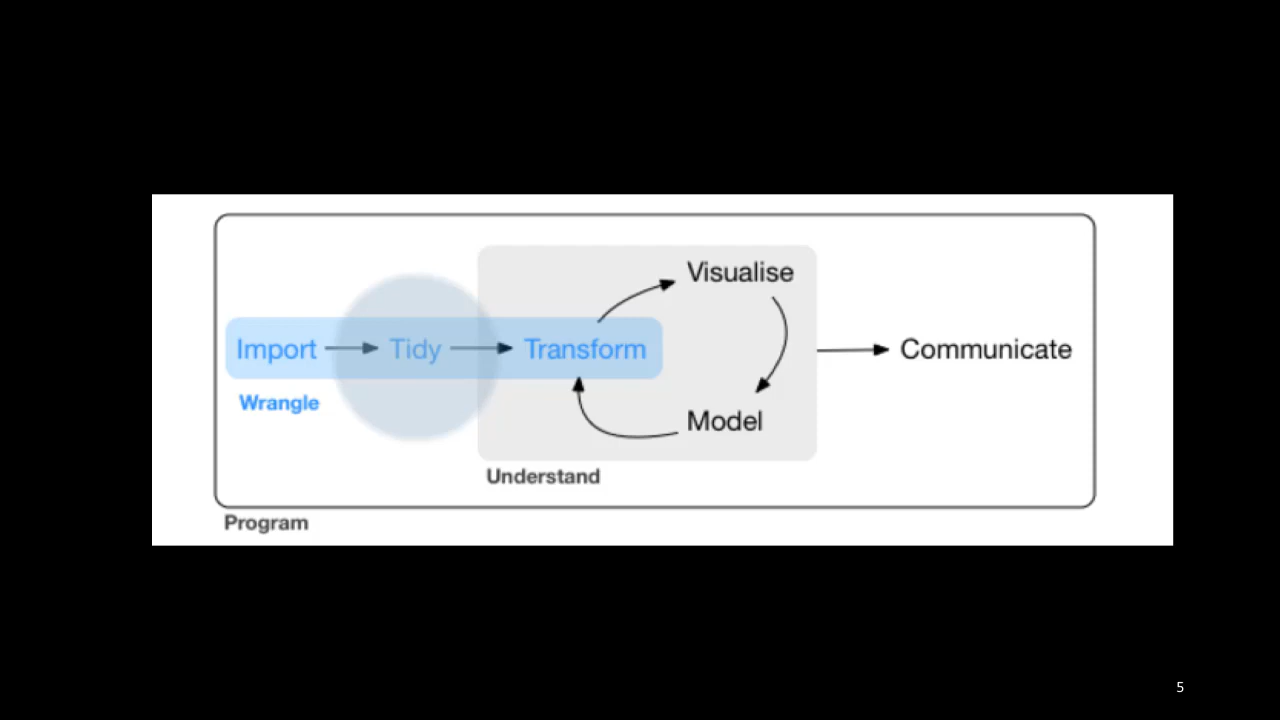 Visualise
Import
Tidy
Transform
Communicate
Wrangle
Model
Understand
Program
5